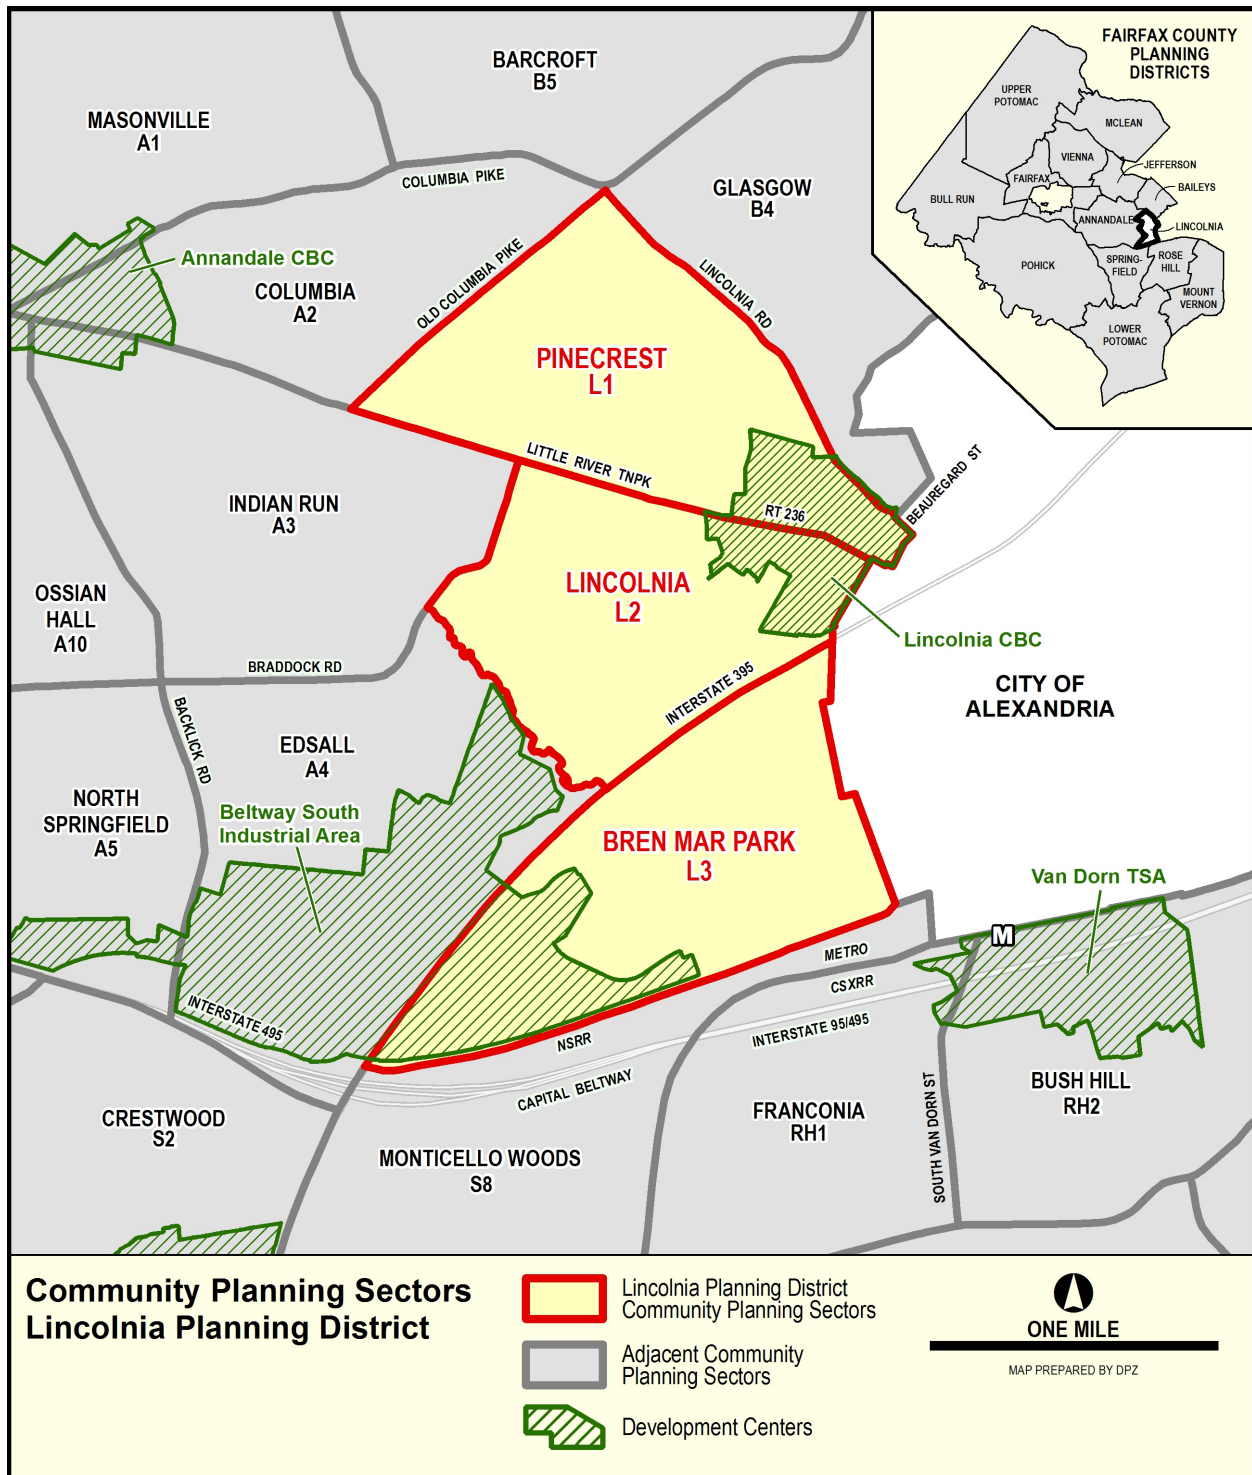 FAIRFAX COUNTY
PLANNING
DISTRICTS
UPPER
POTOMAC
MCLEAN
VIENNA
JEFFERSON
FAIRFAX
BAILEYS
BULL RUN
ANNANDALE
LINCOLNIA
POHICK
SPRING-
FIELD
ROSE
HILL
MOUNT
VERNON
LOWER
POTOMAC
BARCROFT
B5
MASONVILLE
A1
COLUMBIA PIKE
GLASGOW
B4
Annandale CBC
COLUMBIA
A2
OLD COLUMBIA PIKE
LINCOLNIA RD
PINECREST
L1
LITTLE RIVER TNPK
RT 236
BEAUREGARD ST
INDIAN RUN
A3
LINCOLNIA
L2
OSSIAN
HALL
A10
Lincolnia CBC
BRADDOCK RD
INTERSTATE 395
CITY OF
ALEXANDRIA
BACKLICK RD
EDSALL
A4
NORTH
SPRINGFIELD
A5
Beltway South
Industrial Area
BREN MAR PARK
L3
Van Dorn TSA
M
METRO
CSXRR
INTERSTATE 495
NSRR
INTERSTATE 95/495
CAPITAL BELTWAY
SOUTH VAN DORN ST
BUSH HILL
RH2
CRESTWOOD
S2
FRANCONIA
RH1
MONTICELLO WOODS
S8
Community Planning Sectors
Lincolnia Planning District
Lincolnia Planning District
Community Planning Sectors
Adjacent Community
Planning Sectors
Development Centers
ONE MILE
MAP PREPARED BY DPZ